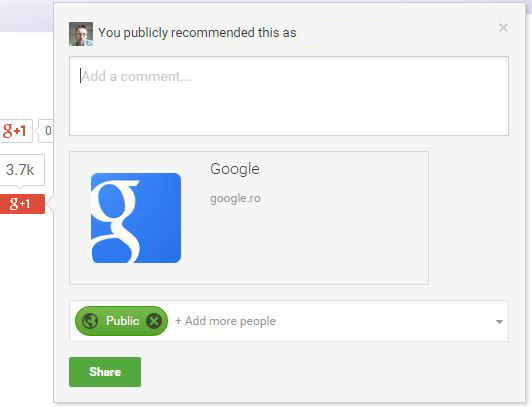 You publicly recommended this as
×
Add a comment...
g+1
0
3.7k
g+1
Google
google.ro
g
Public
+ Add more people
Share